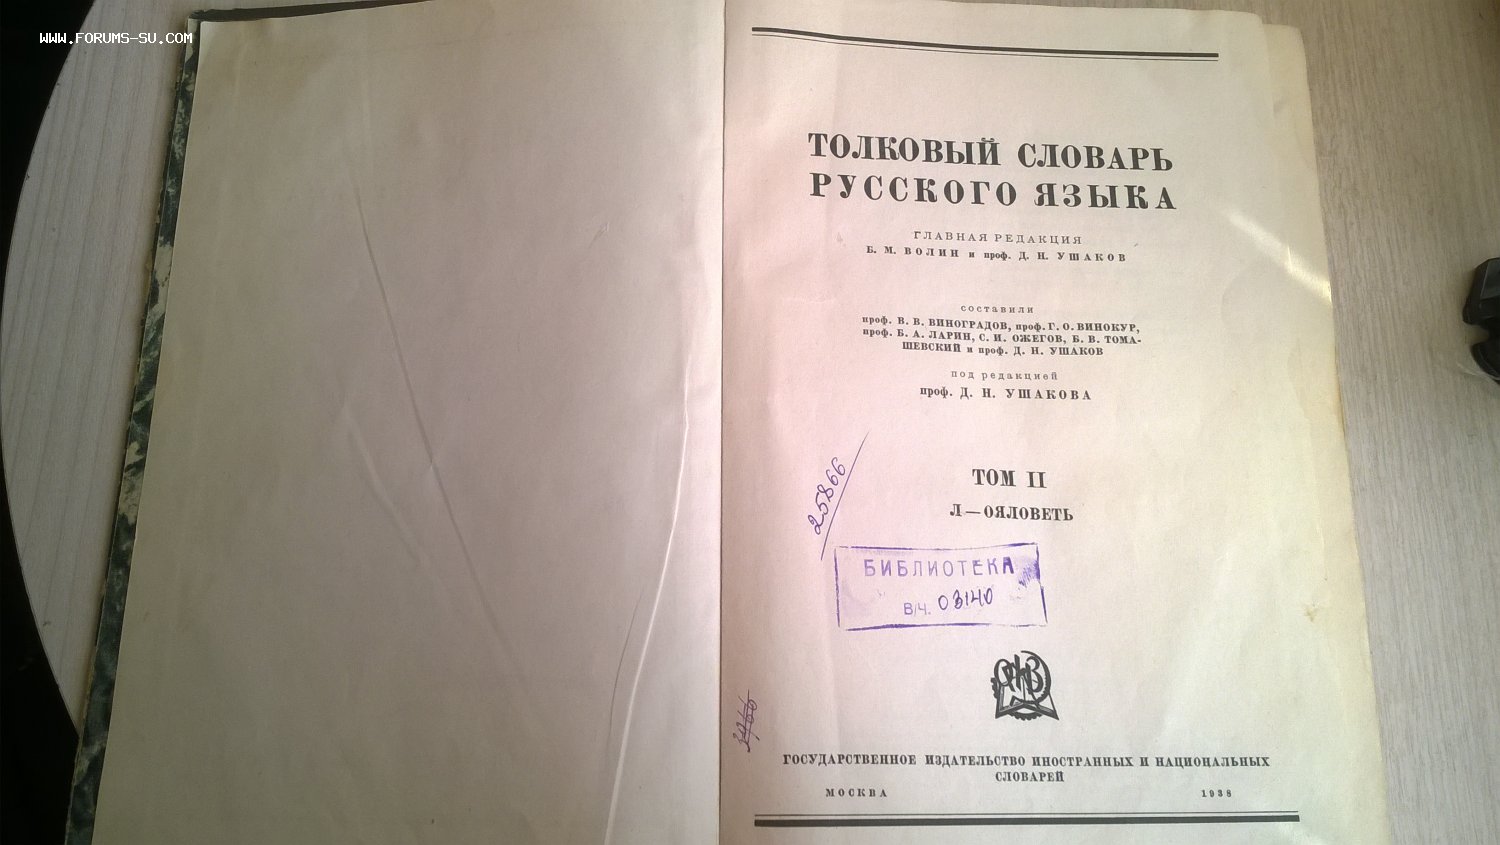 WWW.FORUMS-SU.COM
ТОЛКОВЫЙ СЛОВАРЬ
РУССКОГО ЯЗЫКА
ГЛАВНАЯ РЕДАКЦИЯ
Б. М. ВОЛИН и проф. Д. Н. УШАКОВ
составили
проф. В. В. ВИНОГРАДОВ, проф. Г. О. ВИНОКУР,
проф. Б. А. ЛАРИН, С. И. ОЖЕГОВ, Б. В. ТОМА-
ШЕВСКИЙ и проф. Д. Н. УШАКОВ
под редакцией
проф. Д. Н. УШАКОВА
ТОМ II
Л—ОЯЛОВЕТЬ
25866
БИБЛИОТЕКА
В/Ч. 03140
ГОСУДАРСТВЕННОЕ ИЗДАТЕЛЬСТВО ИНОСТРАННЫХ И НАЦИОНАЛЬНЫХ
СЛОВАРЕЙ
МОСКВА 1938